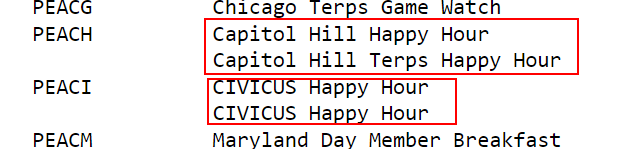 PEACG Chicago Terps Game Watch
PEACH Capitol Hill Happy Hour
Capitol Hill Terps Happy Hour
PEACI CIVICUS Happy Hour
CIVICUS Happy Hour
PEACM Maryland Day Member Breakfast